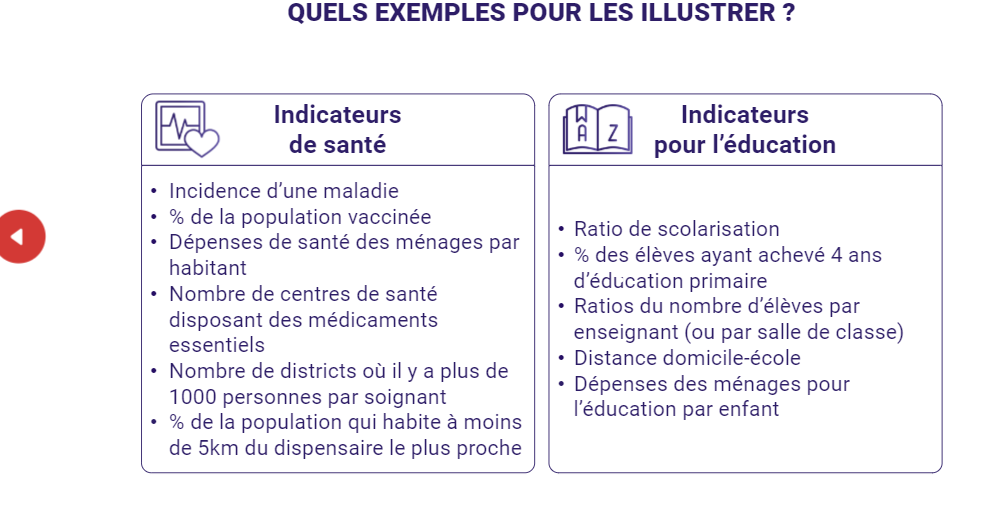 QUELS EXEMPLES POUR LES ILLUSTRER ?
Indicateurs
de santé
• Incidence d’une maladie
• % de la population vaccinée
• Dépenses de santé des ménages par
habitant
• Nombre de centres de santé
disposant des médicaments
essentiels
• Nombre de districts où il y a plus de
1000 personnes par soignant
• % de la population qui habite à moins
de 5km du dispensaire le plus proche
W
A
Z
Indicateurs
pour l’éducation
• Ratio de scolarisation
• % des élèves ayant achevé 4 ans
d’éducation primaire
• Ratios du nombre d’élèves par
enseignant (ou par salle de classe)
• Distance domicile-école
• Dépenses des ménages pour
l’éducation par enfant